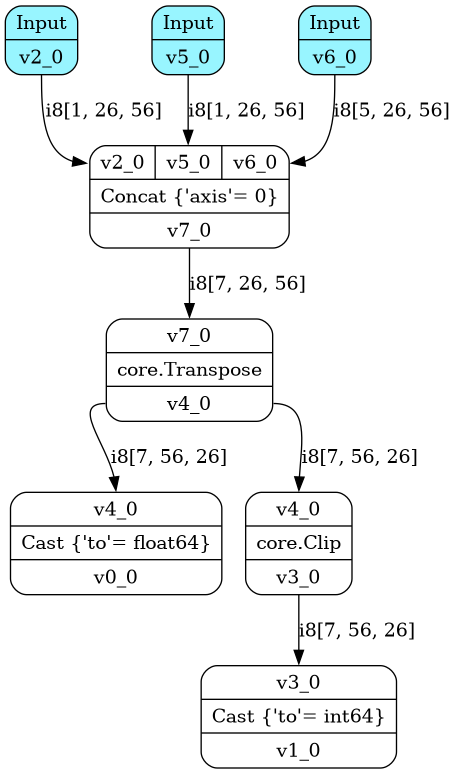 Input
v2_0
Input
v5_0
Input
v6_0
i8[1, 26, 56]
i8[1, 26, 56]
i8[5, 26, 56]
v2_0
v5_0
v6_0
Concat {'axis'= 0}
v7_0
i8[7, 26, 56]
v7_0
core.Transpose
v4_0
i8[7, 56, 26]
i8[7, 56, 26]
v4_0
Cast {'to'= float64}
v0_0
v4_0
core.Clip
v3_0
i8[7, 56, 26]
v3_0
Cast {'to'= int64}
v1_0